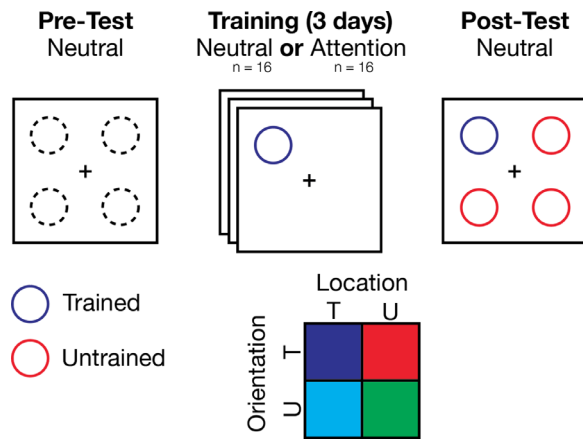 Pre-Test
Neutral
Training (3 days)
Neutral or Attention
n = 16 n = 16
Post-Test
Neutral
+
+
+
Trained
Untrained
Location
T U
Orientation
T
U